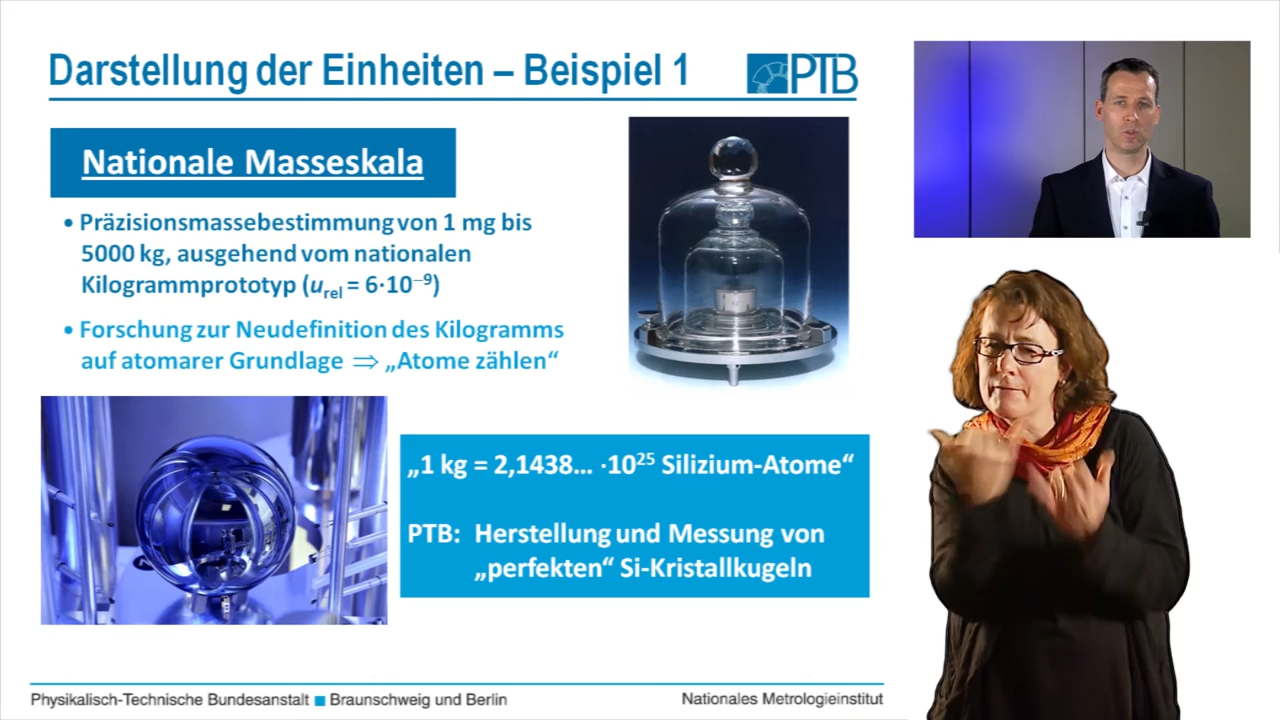 Darstellung der Einheiten – Beispiel 1
PTB
Nationale Masseskala
• Präzisionsmassebestimmung von 1 mg bis
5000 kg, ausgehend vom nationalen
Kilogrammprototyp (u_rel = 6·10⁻⁹)
• Forschung zur Neudefinition des Kilogramms
auf atomarer Grundlage ⇒ „Atome zählen“
„1 kg = 2,1438… ·10²⁵ Silizium-Atome“
PTB: Herstellung und Messung von
„perfekten“ Si-Kristallkugeln
Physikalisch-Technische Bundesanstalt ■ Braunschweig und Berlin
Nationales Metrologieinstitut